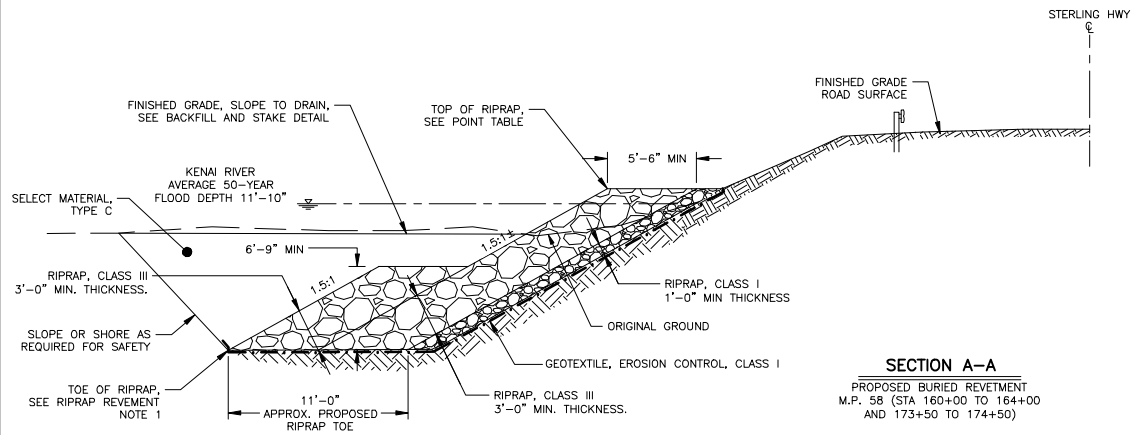 STERLING HWY
℄
FINISHED GRADE
ROAD SURFACE
FINISHED GRADE, SLOPE TO DRAIN,
SEE BACKFILL AND STAKE DETAIL
TOP OF RIPRAP,
SEE POINT TABLE
5'-6" MIN
KENAI RIVER
AVERAGE 50-YEAR
FLOOD DEPTH 11'-10"
SELECT MATERIAL,
TYPE C
6'-9" MIN
1.5:1±
1.5:1
RIPRAP, CLASS III
3'-0" MIN. THICKNESS.
RIPRAP, CLASS I
1'-0" MIN THICKNESS
ORIGINAL GROUND
SLOPE OR SHORE AS
REQUIRED FOR SAFETY
GEOTEXTILE, EROSION CONTROL, CLASS I
TOE OF RIPRAP,
SEE RIPRAP REVEMENT
NOTE 1
11'-0"
APPROX. PROPOSED
RIPRAP TOE
RIPRAP, CLASS III
3'-0" MIN. THICKNESS.
SECTION A-A
PROPOSED BURIED REVETMENT
M.P. 58 (STA 160+00 TO 164+00
AND 173+50 TO 174+50)